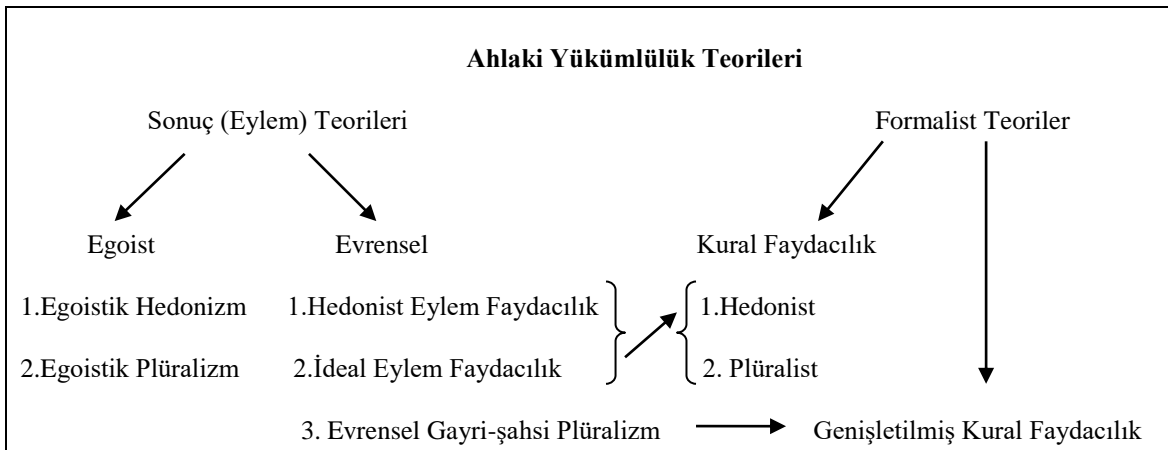 Ahlaki Yükümlülük Teorileri
Sonuç (Eylem) Teorileri Formalist Teoriler
Egoist Evrensel Kural Faydacılık
1.Egoistik Hedonizm 1.Hedonist Eylem Faydacılık 1.Hedonist
2.Egoistik Plüralizm 2.İdeal Eylem Faydacılık 2. Plüralist
3. Evrensel Gayri-şahsi Plüralizm Genişletilmiş Kural Faydacılık